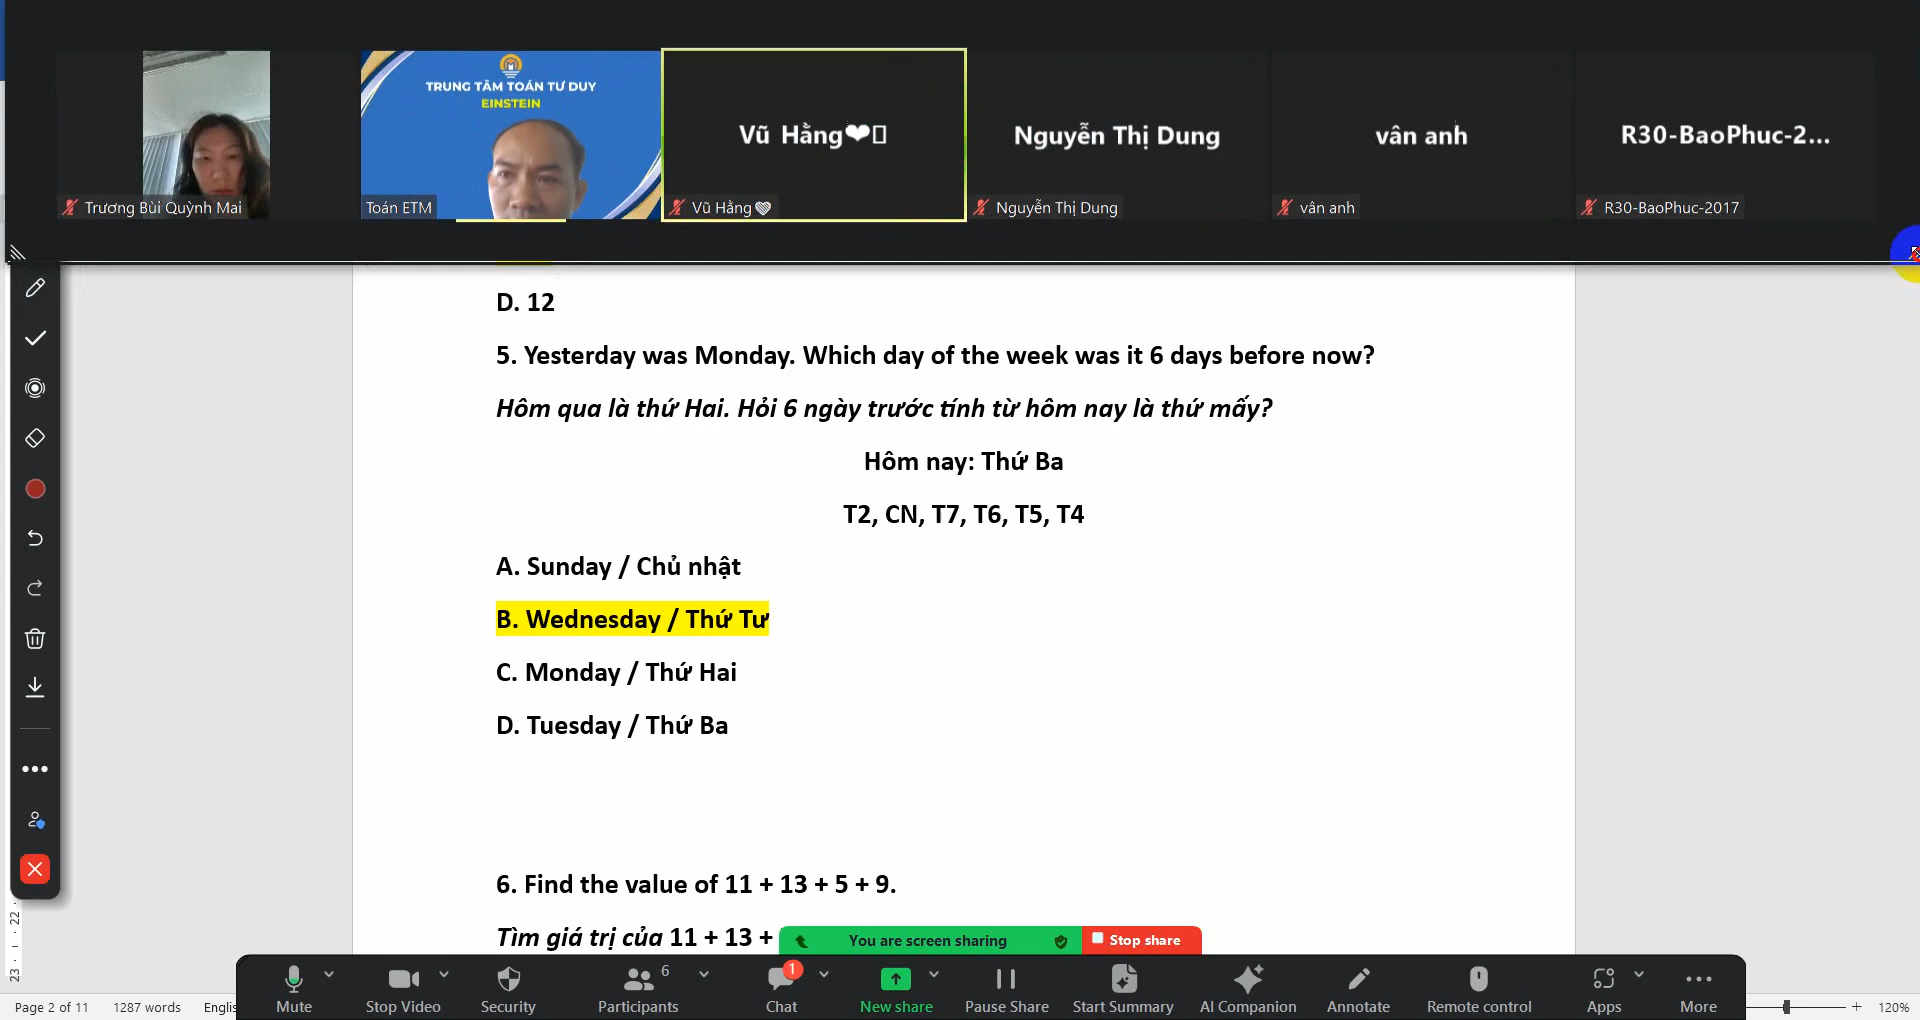 TRUNG TÂM TOÁN TƯ DUY
EINSTEIN
Vũ Hằng❤
Nguyễn Thị Dung
vân anh
R30-BaoPhuc-2...
Trương Bùi Quỳnh Mai
Toán ETM
Vũ Hằng
Nguyễn Thị Dung
vân anh
R30-BaoPhuc-2017
D. 12
5. Yesterday was Monday. Which day of the week was it 6 days before now?
Hôm qua là thứ Hai. Hỏi 6 ngày trước tính từ hôm nay là thứ mấy?
Hôm nay: Thứ Ba
T2, CN, T7, T6, T5, T4
A. Sunday / Chủ nhật
B. Wednesday / Thứ Tư
C. Monday / Thứ Hai
D. Tuesday / Thứ Ba
6. Find the value of 11 + 13 + 5 + 9.
Tìm giá trị của 11 + 13 +
22
23
You are screen sharing
Stop share
Mute
Stop Video
Security
Participants
6
Chat
1
New share
Pause Share
Start Summary
AI Companion
Annotate
Remote control
Apps
More
Page 2 of 11
1287 words
Englis
120%